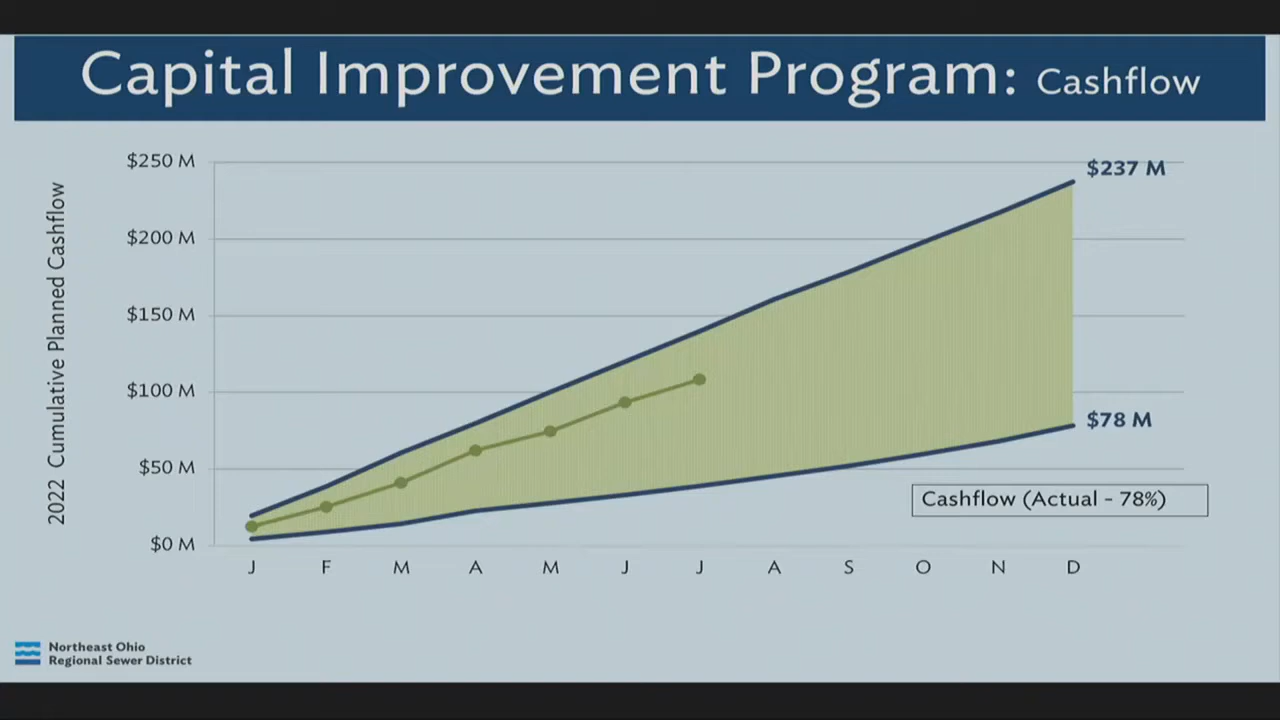 Capital Improvement Program: Cashflow
2022 Cumulative Planned Cashflow
$250 M
$200 M
$150 M
$100 M
$50 M
$0 M
$237 M
$78 M
Cashflow (Actual - 78%)
J F M A M J J A S O N D
Northeast Ohio
Regional Sewer District